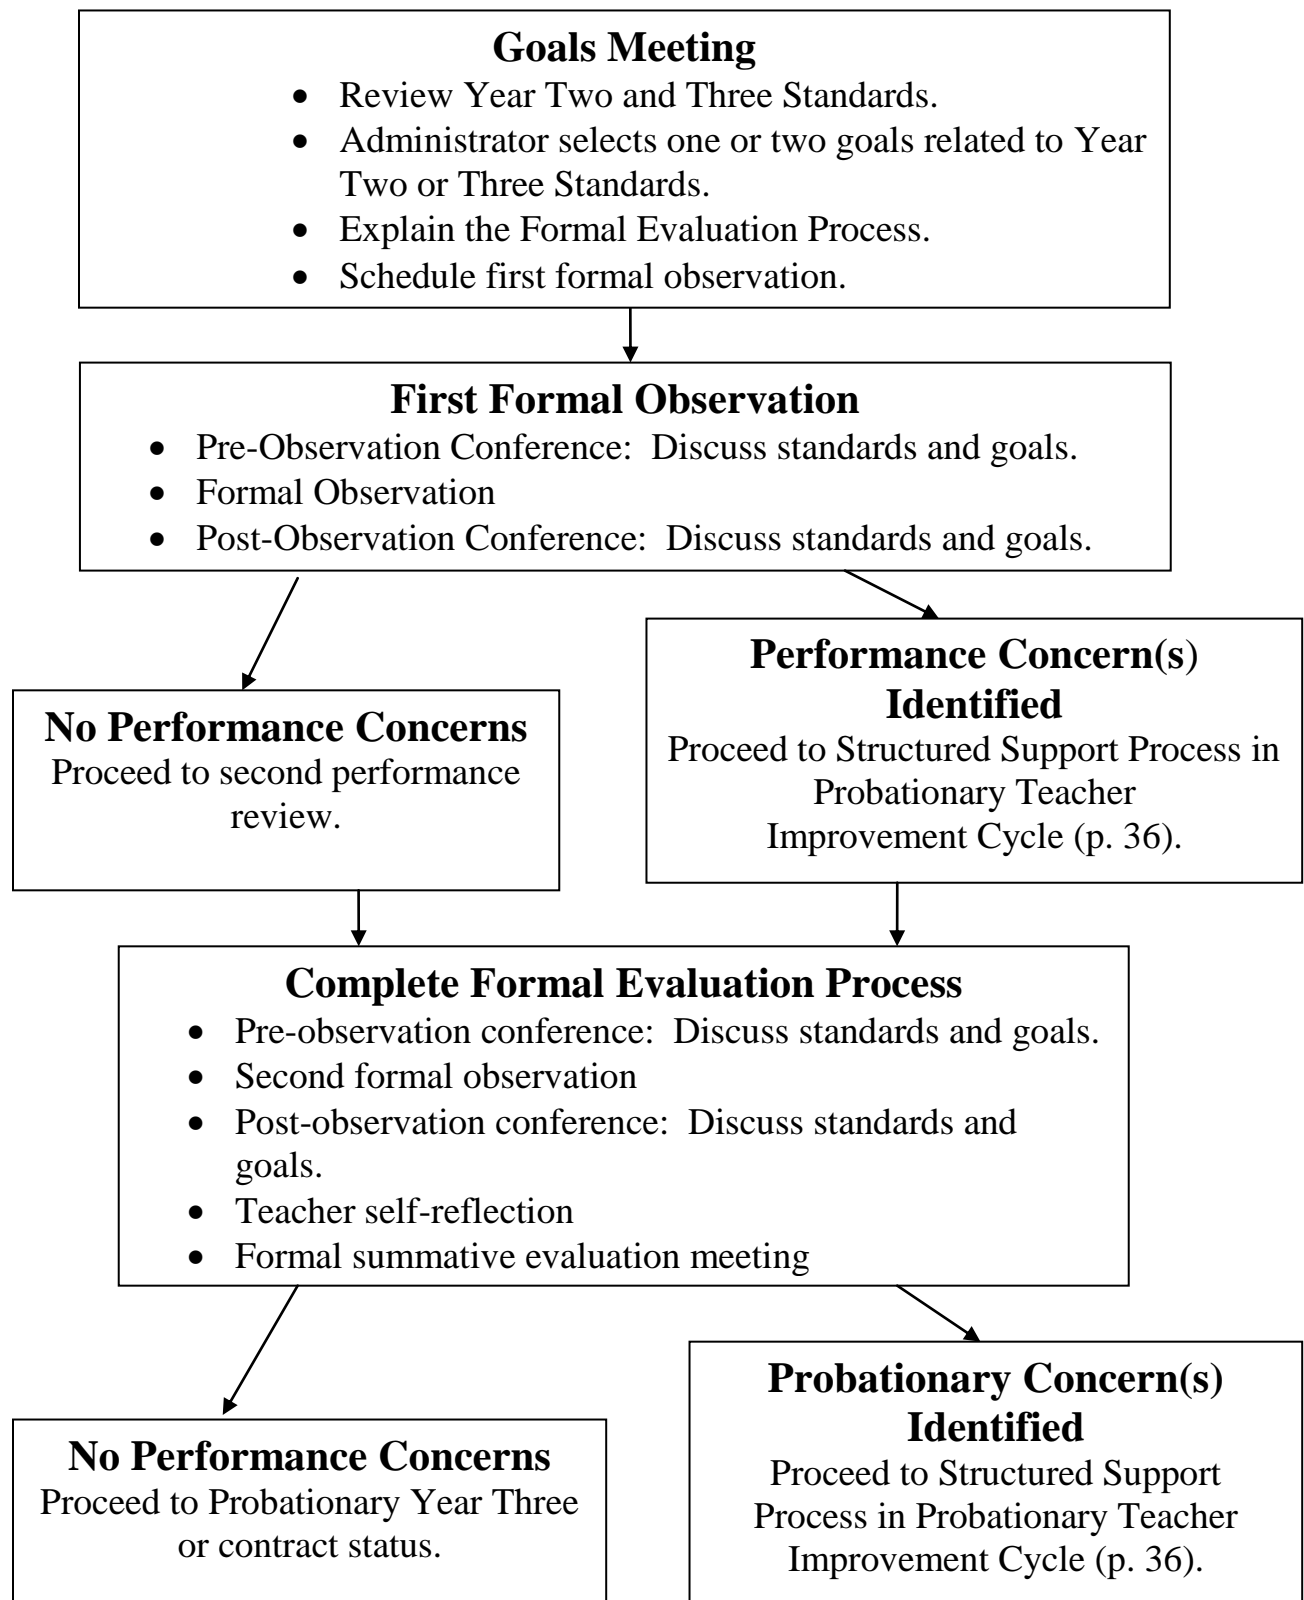 Goals Meeting
• Review Year Two and Three Standards.
• Administrator selects one or two goals related to Year
Two or Three Standards.
• Explain the Formal Evaluation Process.
• Schedule first formal observation.
First Formal Observation
• Pre-Observation Conference:  Discuss standards and goals.
• Formal Observation
• Post-Observation Conference:  Discuss standards and goals.
No Performance Concerns
Proceed to second performance
review.
Performance Concern(s)
Identified
Proceed to Structured Support Process in
Probationary Teacher
Improvement Cycle (p. 36).
Complete Formal Evaluation Process
• Pre-observation conference:  Discuss standards and goals.
• Second formal observation
• Post-observation conference:  Discuss standards and
goals.
• Teacher self-reflection
• Formal summative evaluation meeting
No Performance Concerns
Proceed to Probationary Year Three
or contract status.
Probationary Concern(s)
Identified
Proceed to Structured Support
Process in Probationary Teacher
Improvement Cycle (p. 36).